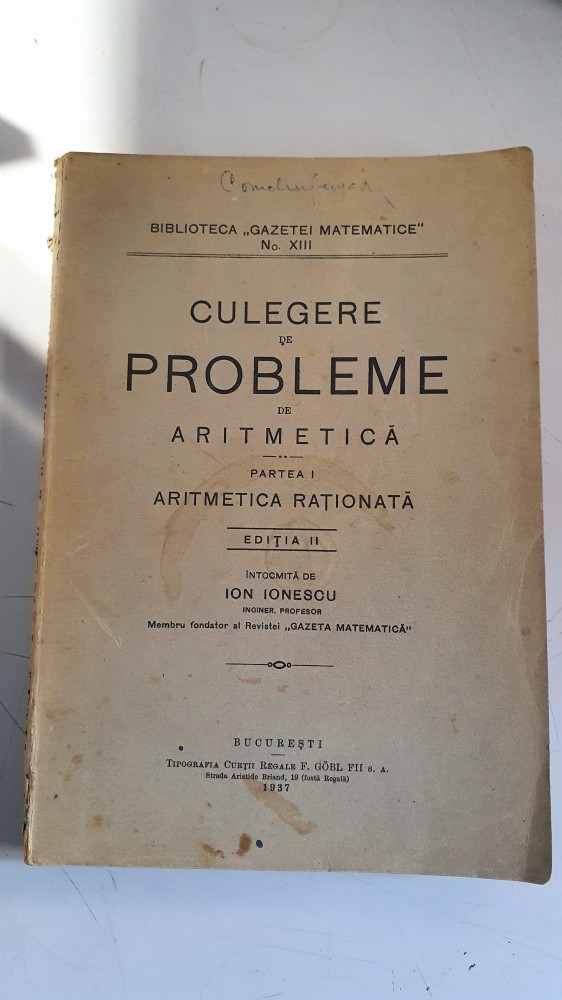 BIBLIOTECA „GAZETEI MATEMATICE"
No. XIII
CULEGERE
DE
PROBLEME
DE
ARITMETICĂ
PARTEA I
ARITMETICA RAȚIONATĂ
EDIȚIA II
ÎNTOCMITĂ DE
ION IONESCU
INGINER, PROFESOR
Membru fondator al Revistei „GAZETA MATEMATICĂ"
BUCUREȘTI
TIPOGRAFIA CURȚII REGALE F. GÖBL FII S. A.
Strada Aristide Briand, 19 (fostă Regală)
1937